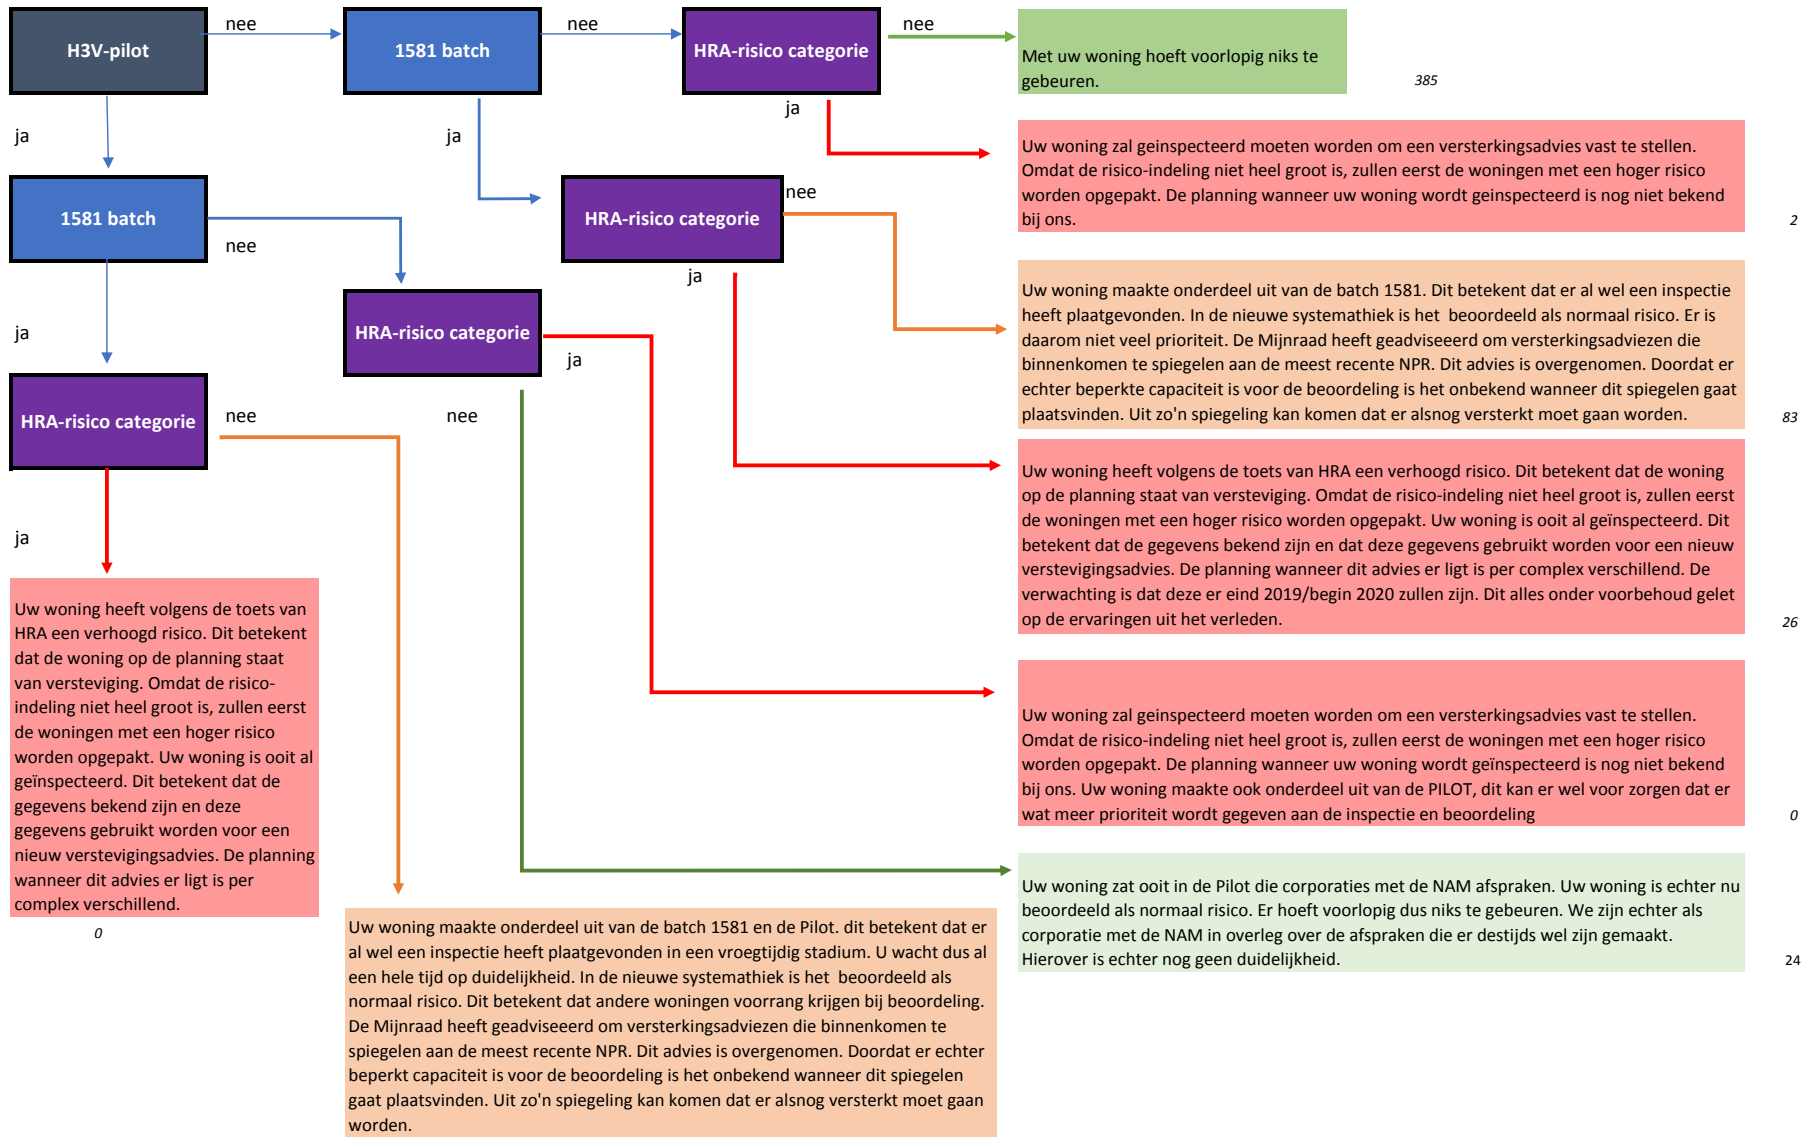 H3V-pilot
nee
1581 batch
nee
HRA-risico categorie
nee
Met uw woning hoeft voorlopig niks te
gebeuren.
385
ja
ja
ja
Uw woning zal geinspecteerd moeten worden om een versterkingsadvies vast te stellen.
Omdat de risico-indeling niet heel groot is, zullen eerst de woningen met een hoger risico
worden opgepakt. De planning wanneer uw woning wordt geinspecteerd is nog niet bekend
bij ons.
2
1581 batch
nee
HRA-risico categorie
nee
ja
Uw woning maakte onderdeel uit van de batch 1581. Dit betekent dat er al wel een inspectie
heeft plaatgevonden. In de nieuwe systemathiek is het  beoordeeld als normaal risico. Er is
daarom niet veel prioriteit. De Mijnraad heeft geadviseeerd om versterkingsadviezen die
binnenkomen te spiegelen aan de meest recente NPR. Dit advies is overgenomen. Doordat er
echter beperkte capaciteit is voor de beoordeling is het onbekend wanneer dit spiegelen gaat
plaatsvinden. Uit zo'n spiegeling kan komen dat er alsnog versterkt moet gaan worden.
83
ja
HRA-risico categorie
ja
nee
HRA-risico categorie
nee
Uw woning heeft volgens de toets van HRA een verhoogd risico. Dit betekent dat de woning
op de planning staat van versteviging. Omdat de risico-indeling niet heel groot is, zullen eerst
de woningen met een hoger risico worden opgepakt. Uw woning is ooit al geïnspecteerd. Dit
betekent dat de gegevens bekend zijn en dat deze gegevens gebruikt worden voor een nieuw
verstevigingsadvies. De planning wanneer dit advies er ligt is per complex verschillend. De
verwachting is dat deze er eind 2019/begin 2020 zullen zijn. Dit alles onder voorbehoud gelet
op de ervaringen uit het verleden.
26
ja
Uw woning heeft volgens de toets van
HRA een verhoogd risico. Dit betekent
dat de woning op de planning staat
van versteviging. Omdat de risico-
indeling niet heel groot is, zullen eerst
de woningen met een hoger risico
worden opgepakt. Uw woning is ooit al
geïnspecteerd. Dit betekent dat de
gegevens bekend zijn en deze
gegevens gebruikt worden voor een
nieuw verstevigingsadvies. De planning
wanneer dit advies er ligt is per
complex verschillend.
0
Uw woning zal geinspecteerd moeten worden om een versterkingsadvies vast te stellen.
Omdat de risico-indeling niet heel groot is, zullen eerst de woningen met een hoger risico
worden opgepakt. De planning wanneer uw woning wordt geïnspecteerd is nog niet bekend
bij ons. Uw woning maakte ook onderdeel uit van de PILOT, dit kan er wel voor zorgen dat er
wat meer prioriteit wordt gegeven aan de inspectie en beoordeling
0
Uw woning zat ooit in de Pilot die corporaties met de NAM afspraken. Uw woning is echter nu
beoordeeld als normaal risico. Er hoeft voorlopig dus niks te gebeuren. We zijn echter als
corporatie met de NAM in overleg over de afspraken die er destijds wel zijn gemaakt.
Hierover is echter nog geen duidelijkheid.
24
Uw woning maakte onderdeel uit van de batch 1581 en de Pilot. dit betekent dat er
al wel een inspectie heeft plaatgevonden in een vroegtijdig stadium. U wacht dus al
een hele tijd op duidelijkheid. In de nieuwe systemathiek is het  beoordeeld als
normaal risico. Dit betekent dat andere woningen voorrang krijgen bij beoordeling.
De Mijnraad heeft geadviseeerd om versterkingsadviezen die binnenkomen te
spiegelen aan de meest recente NPR. Dit advies is overgenomen. Doordat er echter
beperkt capaciteit is voor de beoordeling is het onbekend wanneer dit spiegelen
gaat plaatsvinden. Uit zo'n spiegeling kan komen dat er alsnog versterkt moet gaan
worden.